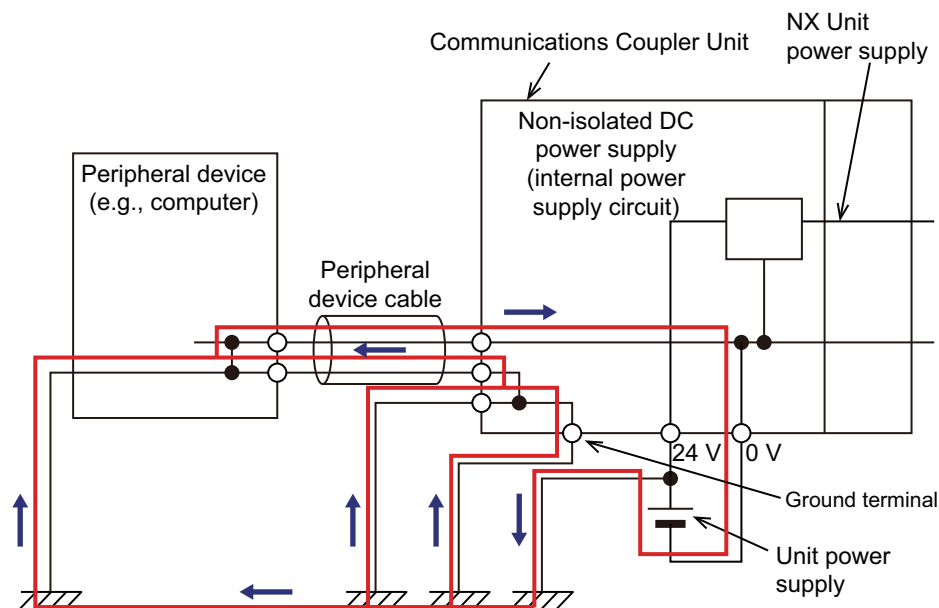 Communications Coupler Unit
NX Unit
power supply
Non-isolated DC
power supply
(internal power
supply circuit)
Peripheral device
(e.g., computer)
Peripheral
device cable
24 V
0 V
Ground terminal
Unit power
supply